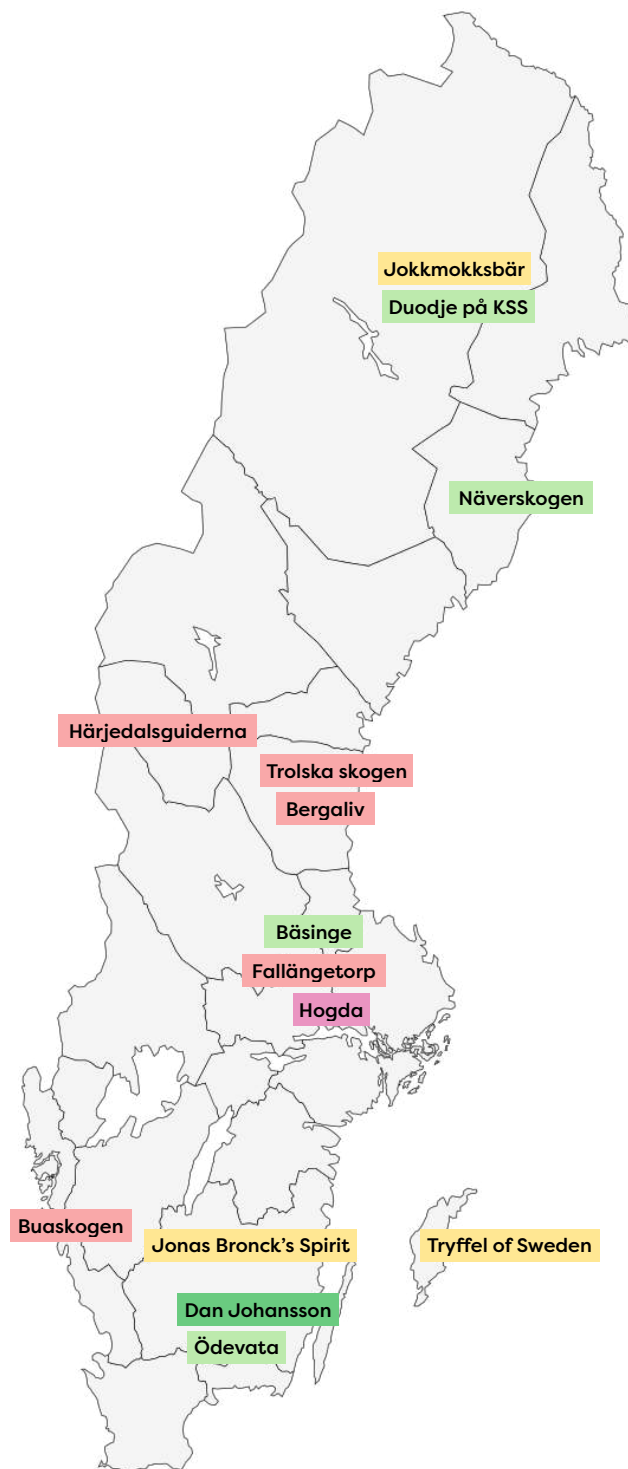 Jokkmokksbär
Duodje på KSS
Näverskogen
Härjedalsguiderna
Trolska skogen
Bergaliv
Bäsinge
Fallängetorp
Hogda
Buaskogen
Jonas Bronck’s Spirit
Tryffel of Sweden
Dan Johansson
Ödevata